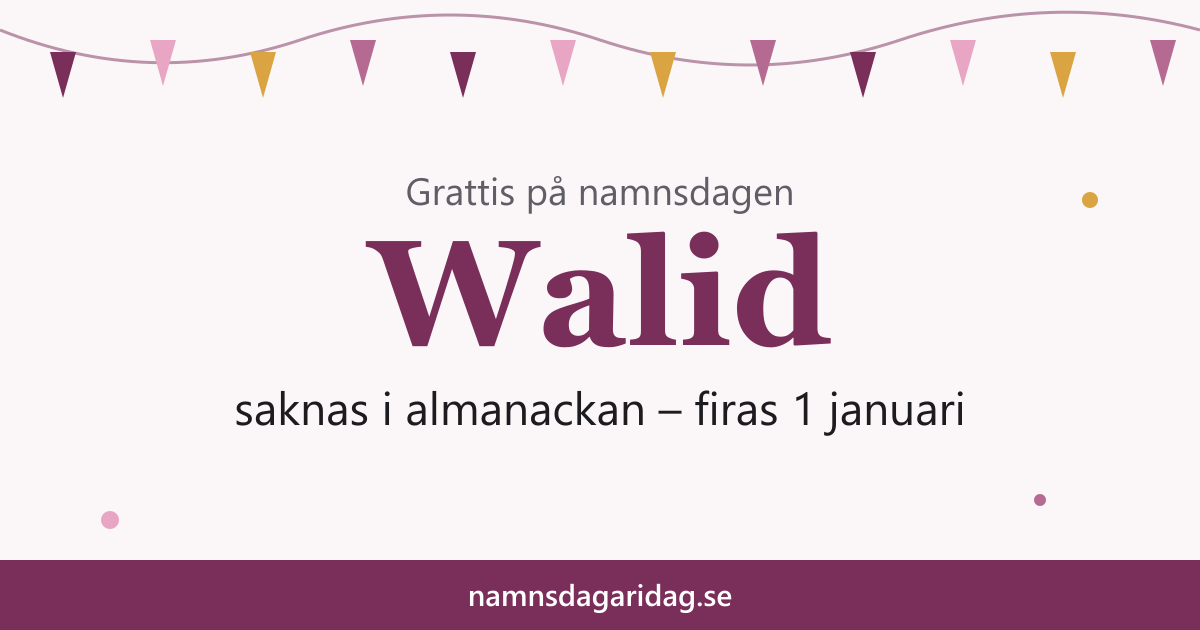 Grattis på namnsdagen
Walid
saknas i almanackan – firas 1 januari
namnsdagaridag.se